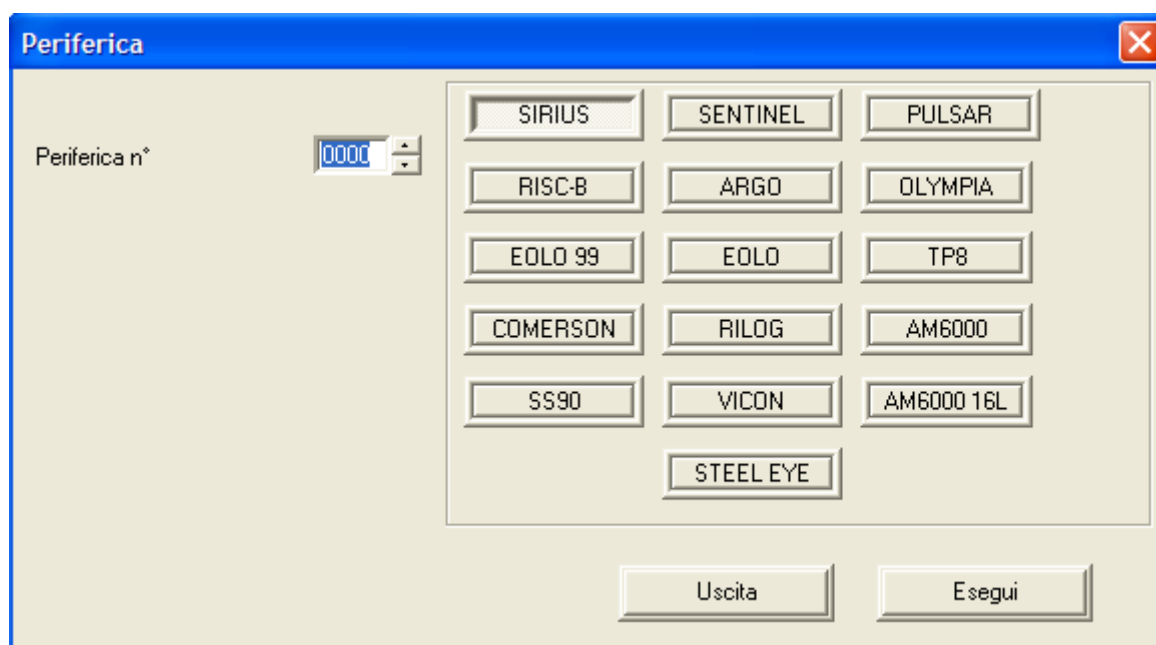 Periferica
Periferica n°
0000
SIRIUS SENTINEL PULSAR
RISC-B ARGO OLYMPIA
EOLO 99 EOLO TP8
COMERSON RILOG AM6000
SS90 VICON AM6000 16L
STEEL EYE
Uscita Esegui